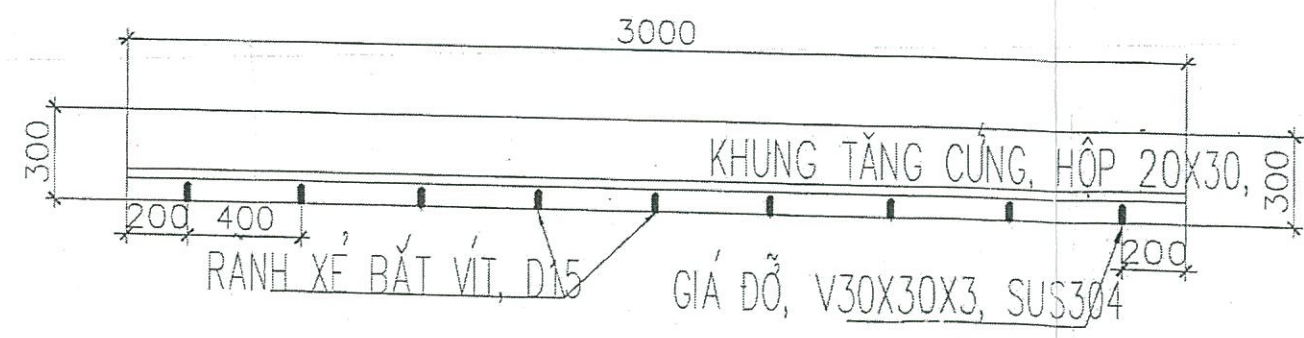 3000
300
KHUNG TĂNG CỨNG, HỘP 20X30,
300
200 400
200
RÃNH XẺ BẮT VÍT, D15
GIÁ ĐỠ, V30X30X3, SUS304